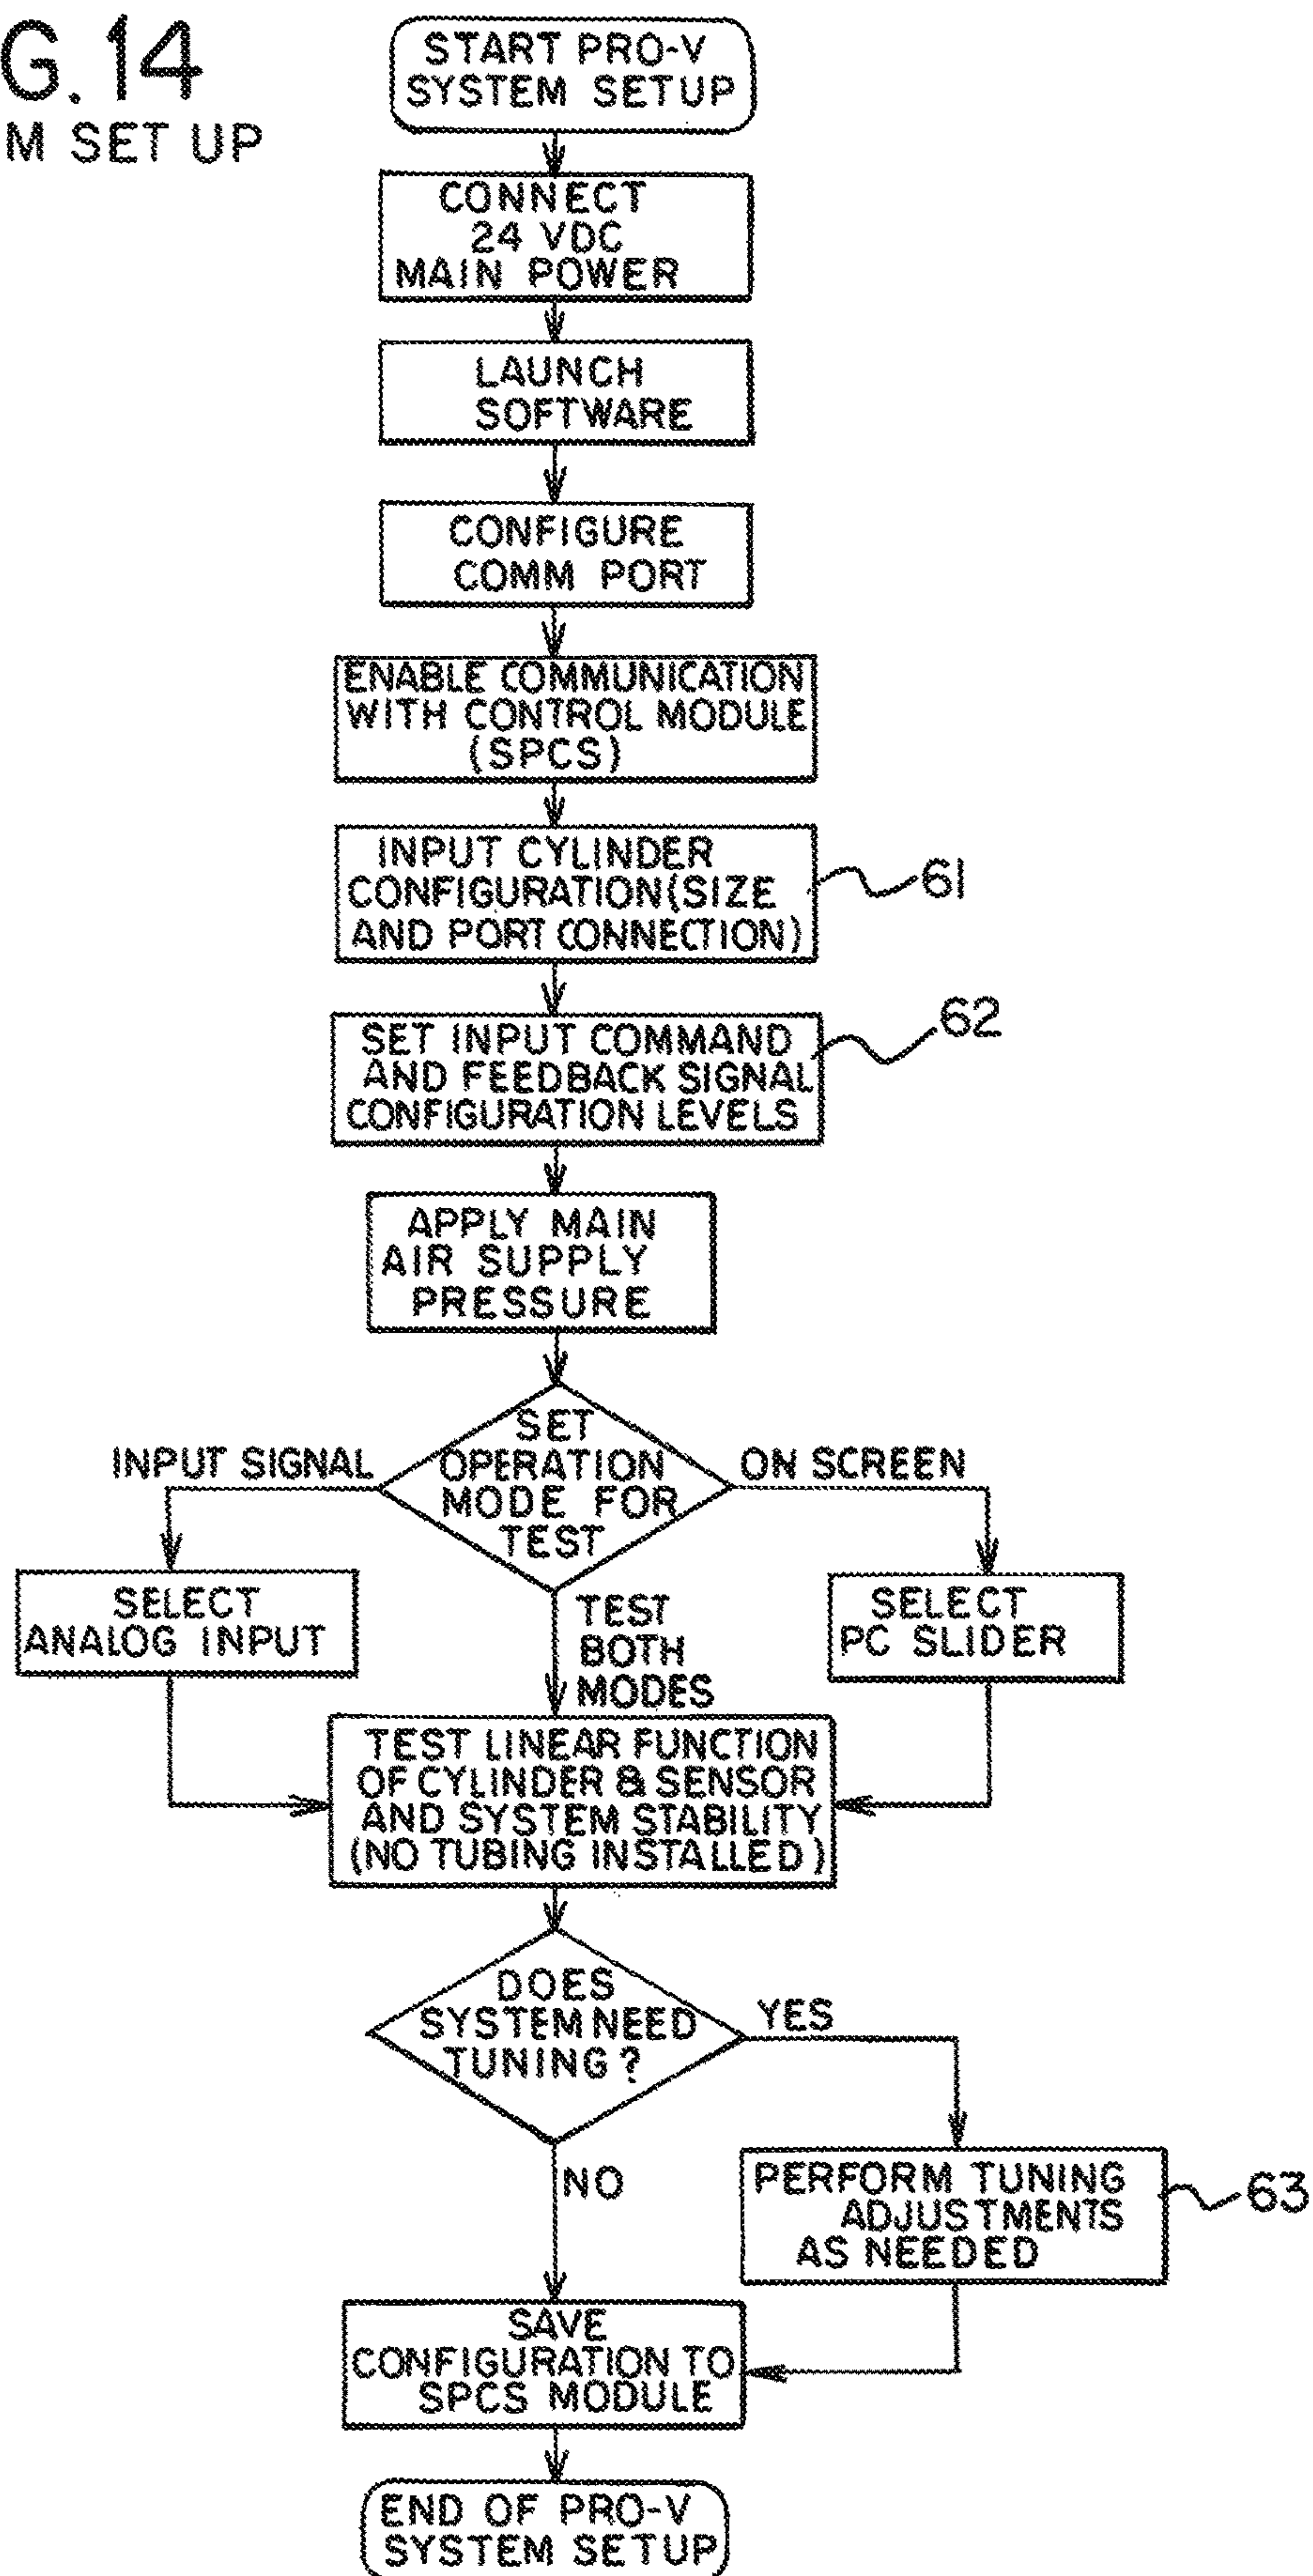 G. 14
M SET UP
START PRO-V
SYSTEM SETUP
CONNECT
24 VDC
MAIN POWER
LAUNCH
SOFTWARE
CONFIGURE
COMM PORT
ENABLE COMMUNICATION
WITH CONTROL MODULE
(SPCS)
INPUT CYLINDER
CONFIGURATION(SIZE
AND PORT CONNECTION)
61
SET INPUT COMMAND
AND FEEDBACK SIGNAL
CONFIGURATION LEVELS
62
APPLY MAIN
AIR SUPPLY
PRESSURE
SET
OPERATION
MODE FOR
TEST
INPUT SIGNAL
ON SCREEN
SELECT
ANALOG INPUT
TEST
BOTH
MODES
SELECT
PC SLIDER
TEST LINEAR FUNCTION
OF CYLINDER & SENSOR
AND SYSTEM STABILITY
(NO TUBING INSTALLED)
DOES
SYSTEM NEED
TUNING?
YES
NO
PERFORM TUNING
ADJUSTMENTS
AS NEEDED
63
SAVE
CONFIGURATION TO
SPCS MODULE
END OF PRO-V
SYSTEM SETUP